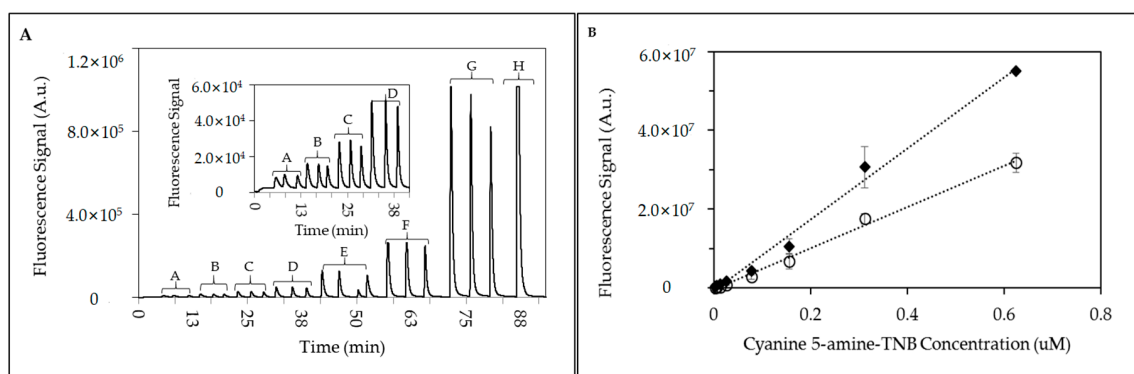 A
Fluorescence Signal (A.u.)
1.2×10⁶
8.0×10⁵
4.0×10⁵
0
A
B
C
D
E
F
G
H
0
13
25
38
50
63
75
88
Time (min)
Fluorescence Signal
6.0×10⁴
4.0×10⁴
2.0×10⁴
0
A
B
C
D
0
13
25
38
Time (min)
B
Fluorescence Signal (A.u.)
6.0×10⁷
4.0×10⁷
2.0×10⁷
0
0
0.2
0.4
0.6
0.8
Cyanine 5-amine-TNB Concentration (uM)